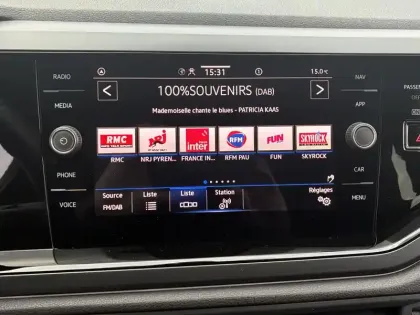 RADIO
MEDIA
PHONE
VOICE
15:31
15.0
100%SOUVENIRS (DAB)
Mademoiselle chante le blues - PATRICIA KAAS
RMC
NRJ
inter
RFM
FUN
SKYROCK
RMC
NRJ PYREN...
FRANCE IN...
RFM PAU
FUN
SKYROCK
Source
Liste
Liste
Station
Réglages
FM/DAB
NAV
APP
CAR
MENU